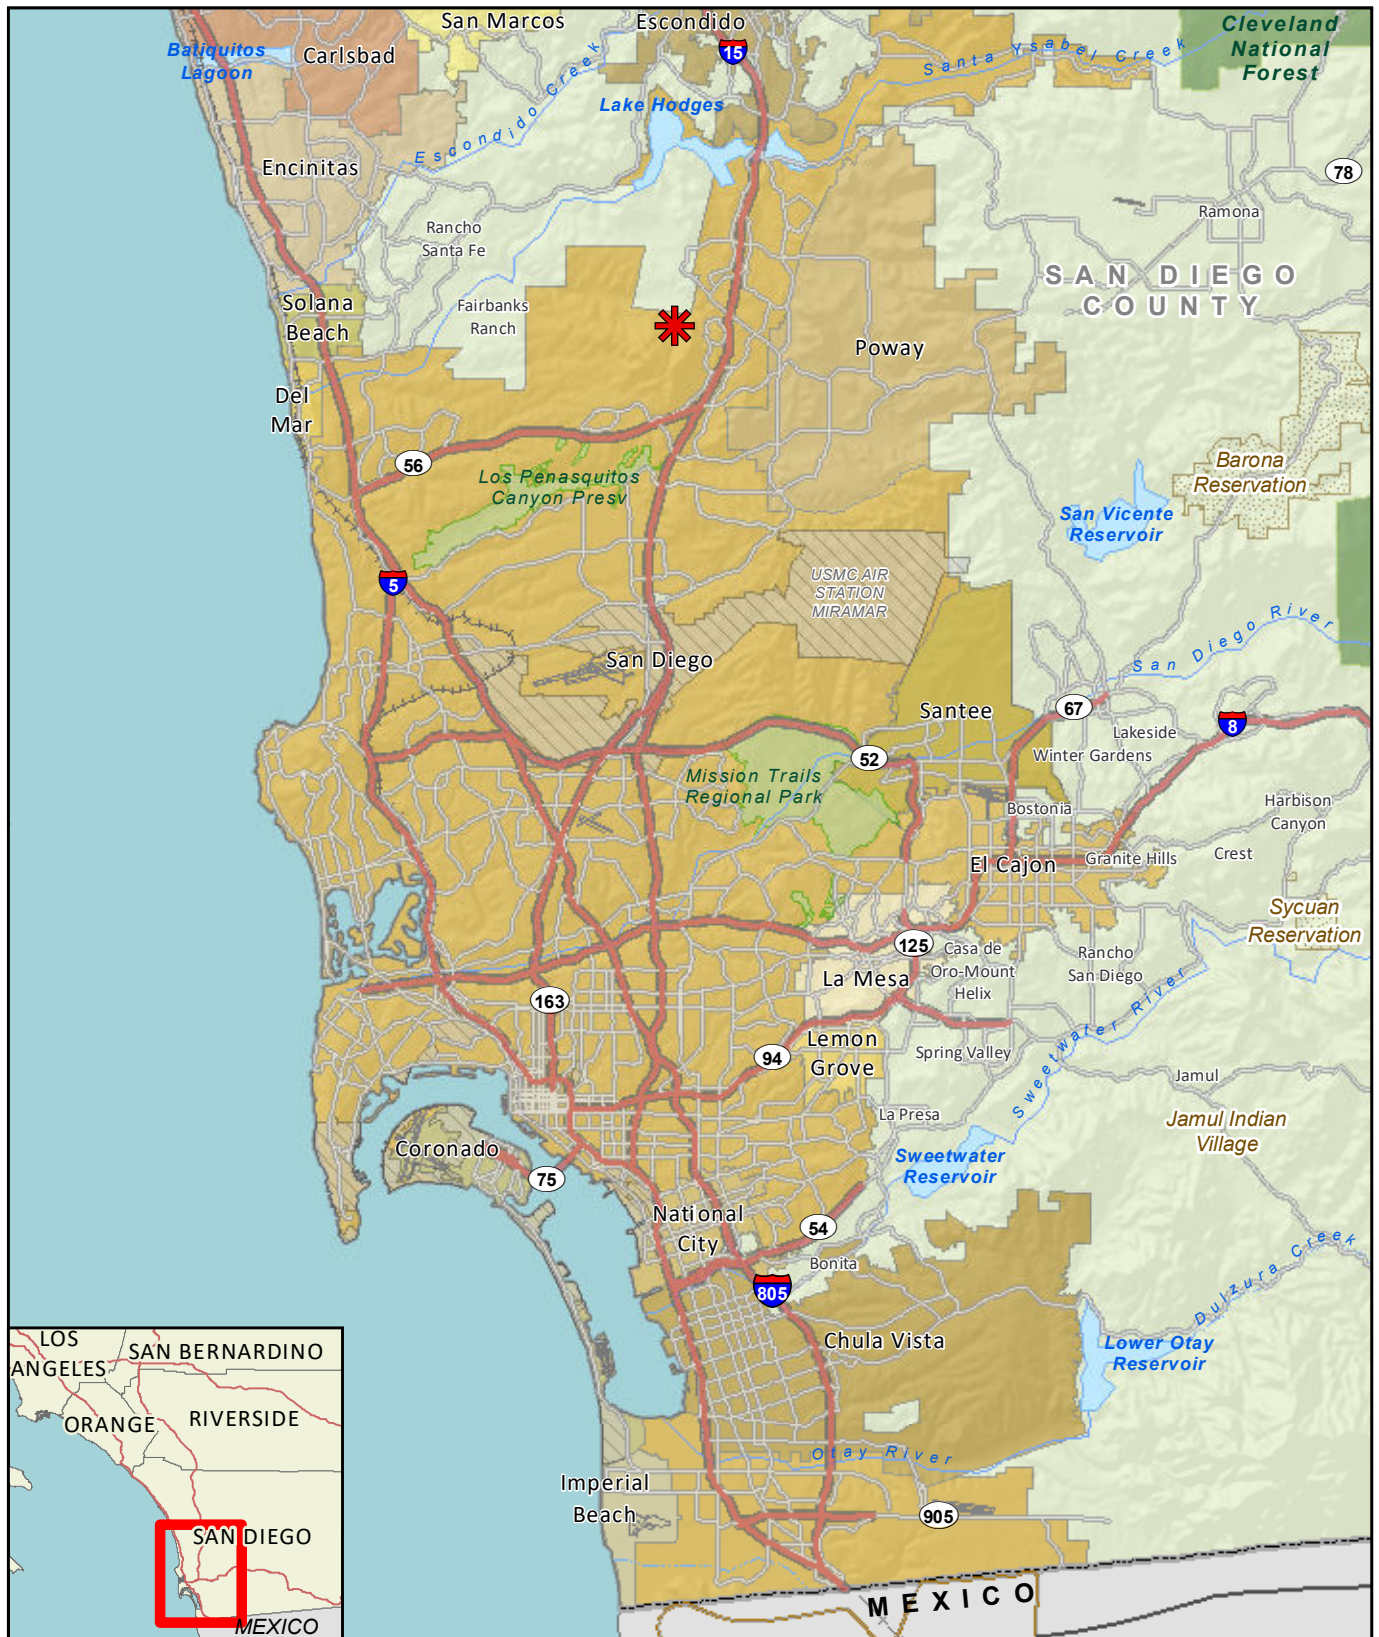 San Marcos
Escondido
Cleveland
National
Forest
Batiquitos
Lagoon
Carlsbad
15
Santa Ysabel Creek
Escondido Creek
Lake Hodges
Encinitas
78
Ramona
Rancho
Santa Fe
SAN DIEGO
COUNTY
Solana
Beach
Fairbanks
Ranch
Poway
Del
Mar
56
Los Penasquitos
Canyon Presv
Barona
Reservation
San Vicente
Reservoir
5
USMC AIR
STATION
MIRAMAR
San Diego River
San Diego
Santee
67
Lakeside
8
Winter Gardens
52
Mission Trails
Regional Park
Bostonia
Harbison
Canyon
El Cajon
Granite Hills
Crest
Sycuan
Reservation
125
Casa de
Oro-Mount
Helix
Rancho
San Diego
La Mesa
163
Sweetwater River
Lemon
Grove
94
Spring Valley
Jamul
La Presa
Jamul Indian
Village
Coronado
75
Sweetwater
Reservoir
National
City
54
Bonita
Dulzura Creek
805
Chula Vista
Lower Otay
Reservoir
Otay River
Imperial
Beach
905
MEXICO
LOS
ANGELES
SAN BERNARDINO
ORANGE
RIVERSIDE
SAN DIEGO
MEXICO